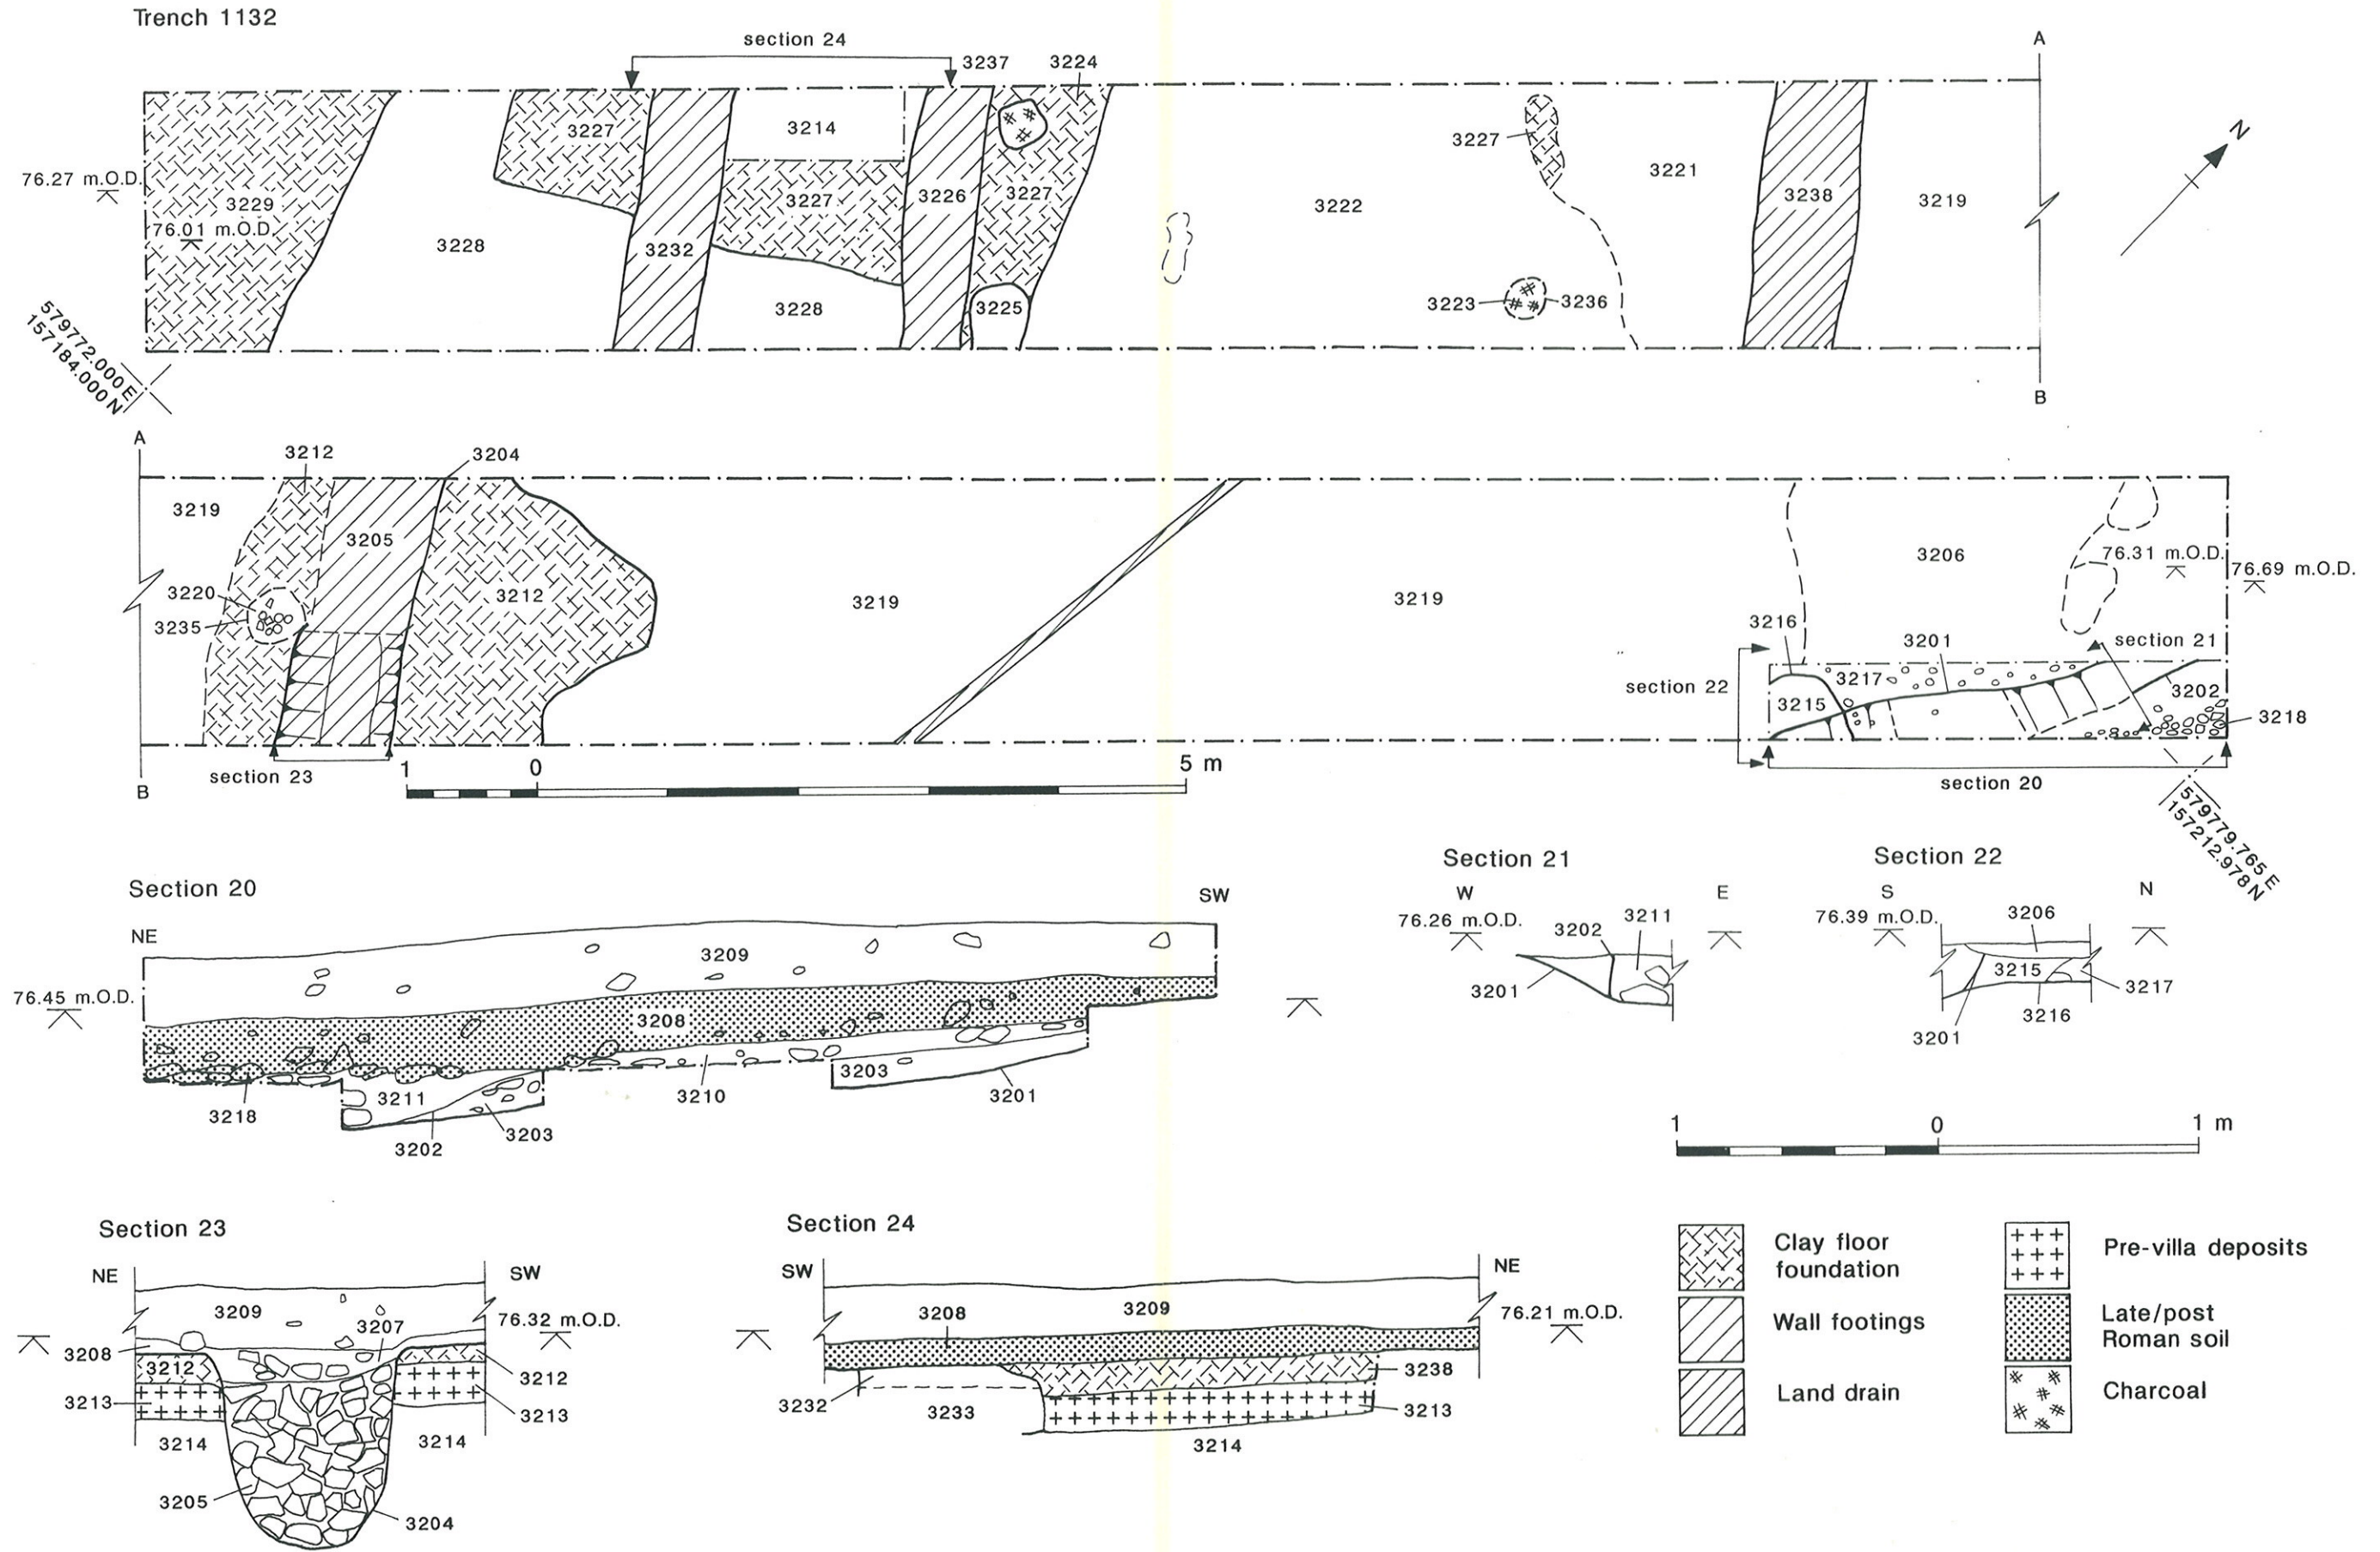 Trench 1132
section 24
A
3237
3224
3227
3214
3227
3221
76.27 m.O.D.
3229
3227
3226
3227
3222
3238
3219
76.01 m.O.D.
3228
3232
3228
3225
3223
3236
N
579772.000 E
157184.000 N
B
A
3212
3204
3219
3205
3206
76.31 m.O.D.
76.69 m.O.D.
3220
3212
3219
3219
3235
3216
3201
section 21
3217
section 22
3215
3202
3218
section 23
B
1
0
5 m
section 20
579779.765 E
157212.978 N
Section 20
NE
SW
3209
76.45 m.O.D.
3208
3203
3211
3210
3201
3218
3203
3202
Section 21
W
E
76.26 m.O.D.
3211
3202
3201
Section 22
S
N
76.39 m.O.D.
3206
3215
3217
3216
3201
1
0
1 m
Section 23
NE
SW
3209
3207
76.32 m.O.D.
3208
3212
3212
3213
3213
3214
3214
3205
3204
Section 24
SW
NE
3208
3209
76.21 m.O.D.
3238
3232
3233
3213
3214
Clay floor
foundation
Wall footings
Land drain
Pre-villa deposits
Late/post
Roman soil
Charcoal